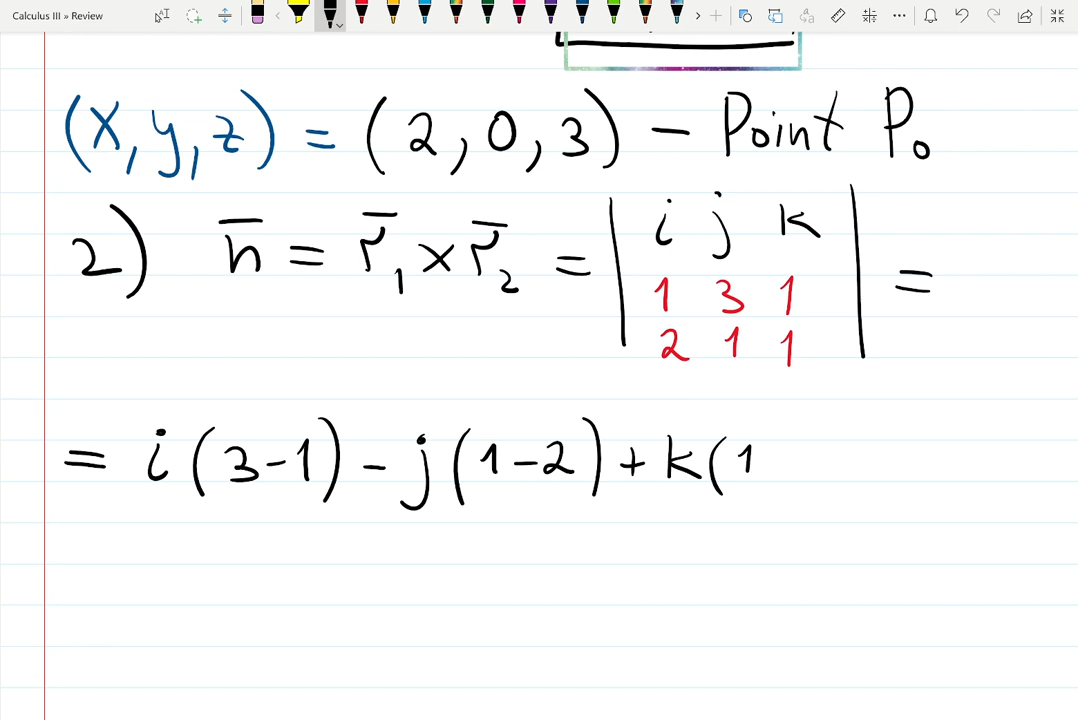 Calculus III » Review
(x, y, z) = (2, 0, 3) – Point P₀
2) n̅ = r̅₁ × r̅₂ = | i j k | =
1 3 1
2 1 1
= i (3-1) - j (1-2) + k (1